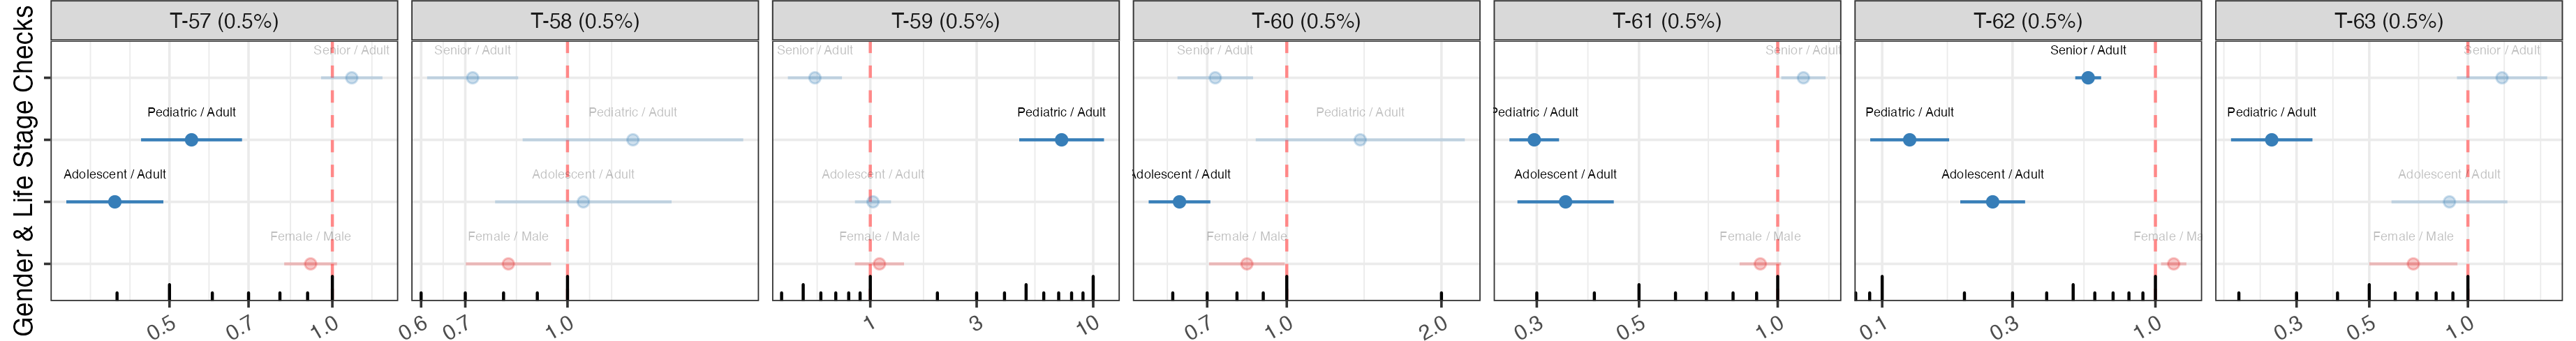 Gender & Life Stage Checks
T-57 (0.5%)
Senior / Adult
Pediatric / Adult
Adolescent / Adult
Female / Male
0.5 0.7 1.0
T-58 (0.5%)
Senior / Adult
Pediatric / Adult
Adolescent / Adult
Female / Male
0.6 0.7 1.0
T-59 (0.5%)
Senior / Adult
Pediatric / Adult
Adolescent / Adult
Female / Male
1 3 10
T-60 (0.5%)
Senior / Adult
Pediatric / Adult
Adolescent / Adult
Female / Male
0.7 1.0 2.0
T-61 (0.5%)
Senior / Adult
Pediatric / Adult
Adolescent / Adult
Female / Male
0.3 0.5 1.0
T-62 (0.5%)
Senior / Adult
Pediatric / Adult
Adolescent / Adult
Female / Ma
0.1 0.3 1.0
T-63 (0.5%)
Senior / Adult
Pediatric / Adult
Adolescent / Adult
Female / Male
0.3 0.5 1.0